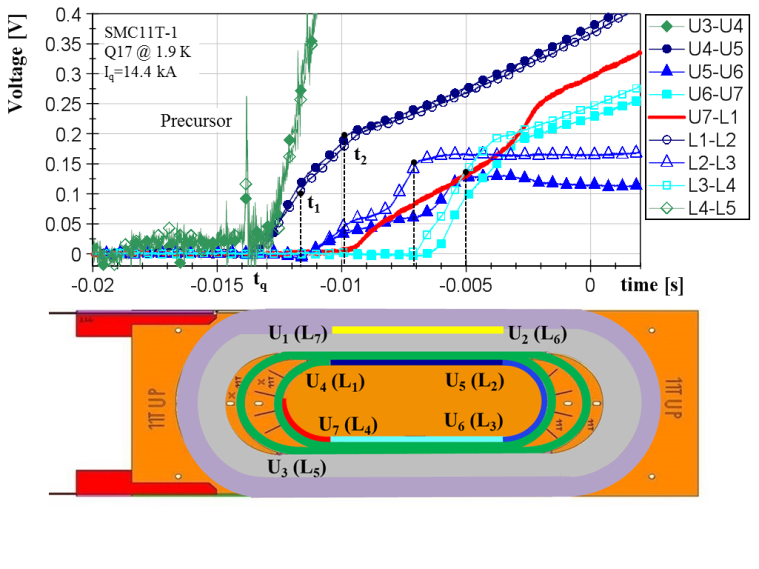 Voltage [V]
0.4
0.35
0.3
0.25
0.2
0.15
0.1
0.05
0
SMC11T-1
Q17 @ 1.9 K
Iq=14.4 kA
Precursor
t1
t2
tq
-0.02
-0.015
-0.01
-0.005
0
time [s]
U3-U4
U4-U5
U5-U6
U6-U7
U7-L1
L1-L2
L2-L3
L3-L4
L4-L5
U1 (L7)
U2 (L6)
U4 (L1)
U5 (L2)
U7 (L4)
U6 (L3)
U3 (L5)
11T UP
11T UP
11T
11T
11T
11T